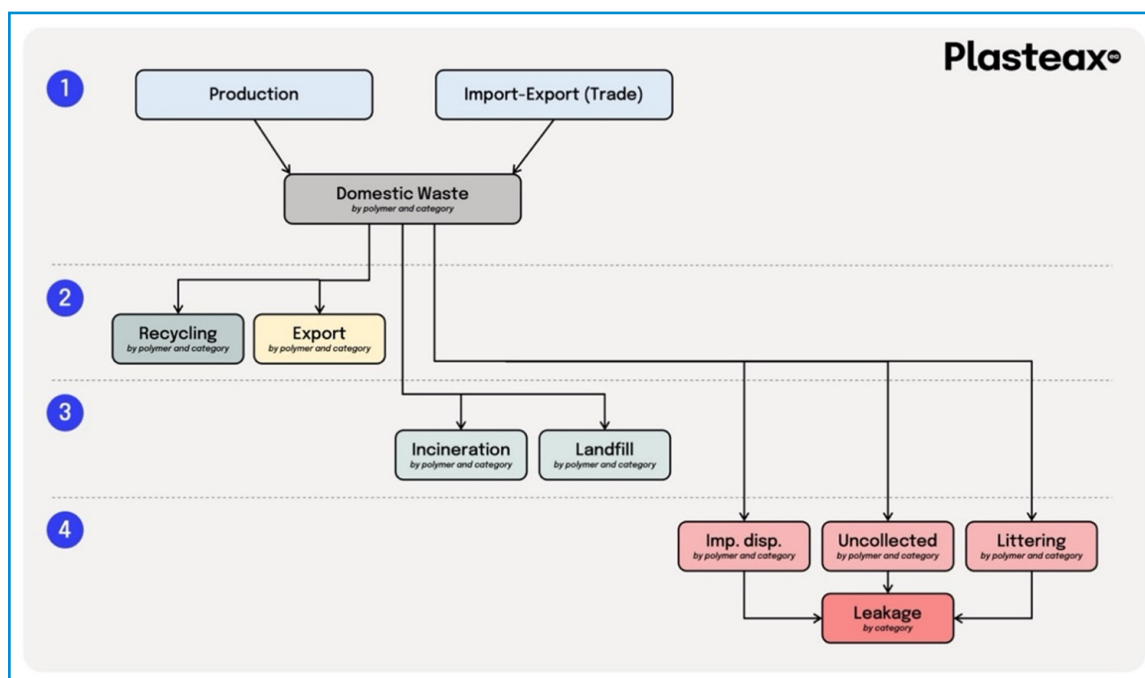 Plasteax ea
1
Production
Import-Export (Trade)
Domestic Waste
by polymer and category
2
Recycling
by polymer and category
Export
by polymer and category
3
Incineration
by polymer and category
Landfill
by polymer and category
4
Imp. disp.
by polymer and category
Uncollected
by polymer and category
Littering
by polymer and category
Leakage
by category